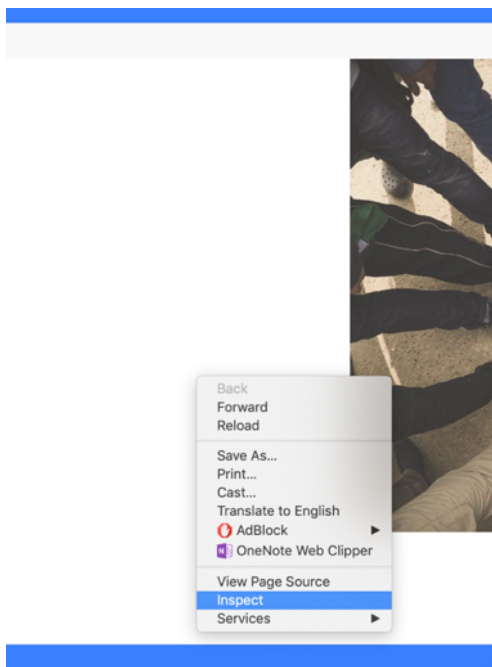 Back
Forward
Reload
Save As...
Print...
Cast...
Translate to English
AdBlock
OneNote Web Clipper
View Page Source
Inspect
Services